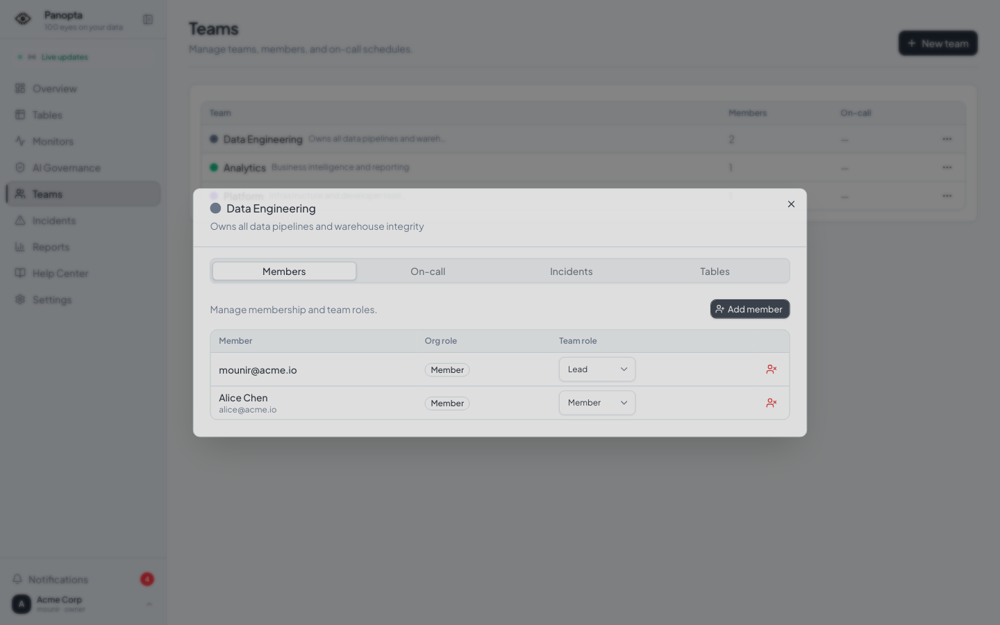 Panopta
100 eyes on your data
Live updates
Overview
Tables
Monitors
AI Governance
Teams
Incidents
Reports
Help Center
Settings
Notifications 4
A
Acme Corp
mounir · owner
Teams
Manage teams, members, and on-call schedules.
+ New team
Team Members On-call
Data Engineering Owns all data pipelines and wareh... 2 —
Analytics Business intelligence and reporting 1 —
Platform Infrastructure and developer tools... 1 —
Data Engineering
Owns all data pipelines and warehouse integrity
Members On-call Incidents Tables
Manage membership and team roles.
Add member
Member Org role Team role
mounir@acme.io Member Lead
Alice Chen
alice@acme.io Member Member